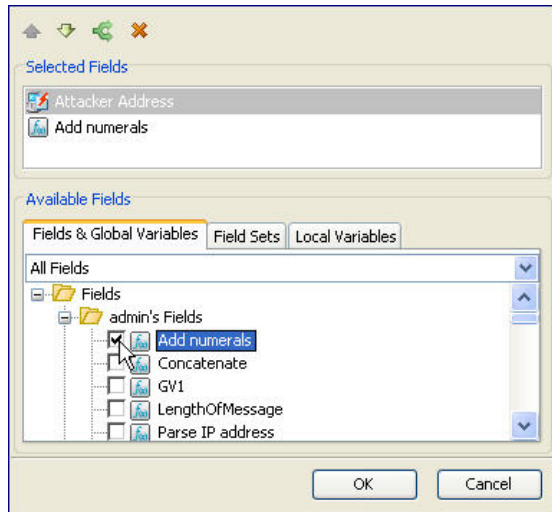 Selected Fields
Attacker Address
Add numerals
Available Fields
Fields & Global Variables
Field Sets
Local Variables
All Fields
Fields
admin's Fields
Add numerals
Concatenate
GV1
LengthOfMessage
Parse IP address
OK
Cancel